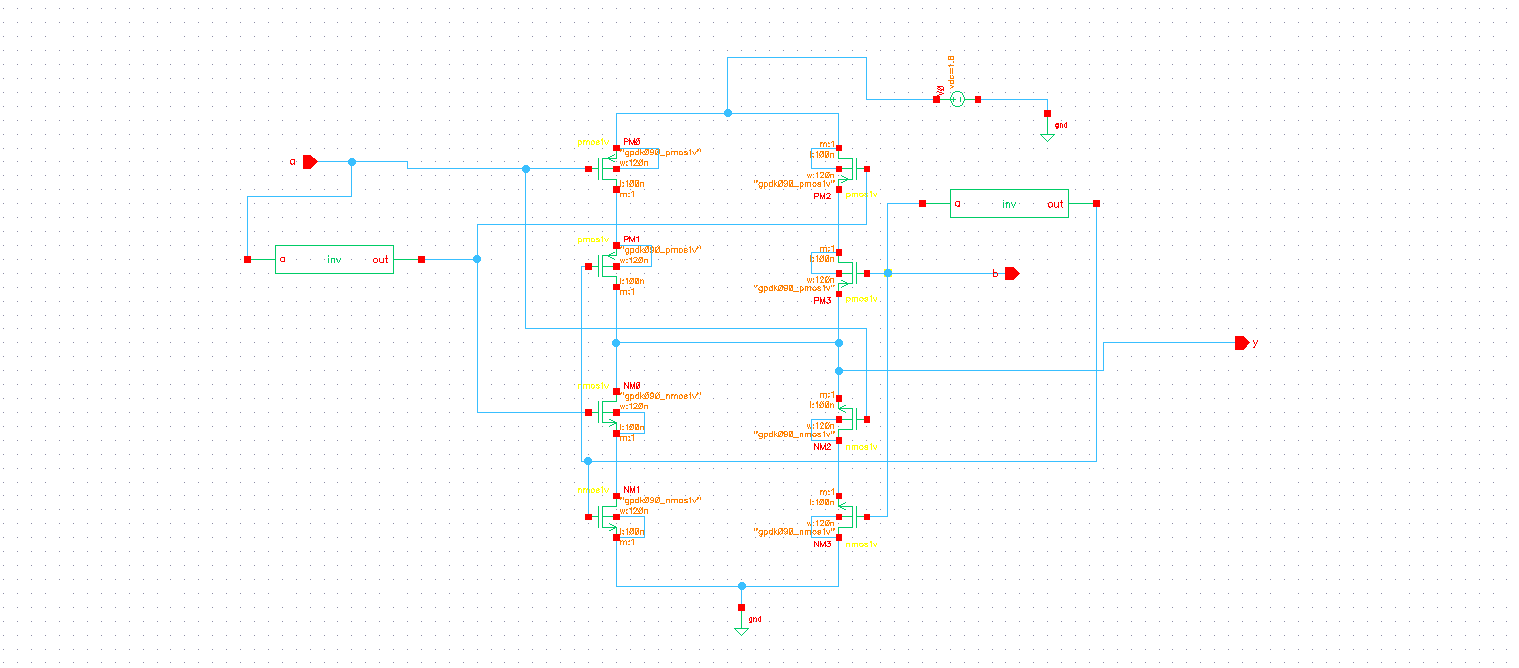 vdc=1.8
V0
gnd
a
pmos1v
PM0
"gpdk090_pmos1v"
w:120n
l:100n
m:1
m:1
l:100n
w:120n
"gpdk090_pmos1v"
PM2
pmos1v
a inv out
a inv out
pmos1v
PM1
"gpdk090_pmos1v"
w:120n
l:100n
m:1
m:1
l:100n
w:120n
"gpdk090_pmos1v"
PM3
pmos1v
b
y
nmos1v
NM0
"gpdk090_nmos1v"
w:120n
l:100n
m:1
m:1
l:100n
w:120n
"gpdk090_nmos1v"
NM2
nmos1v
nmos1v
NM1
"gpdk090_nmos1v"
w:120n
l:100n
m:1
m:1
l:100n
w:120n
"gpdk090_nmos1v"
NM3
nmos1v
gnd